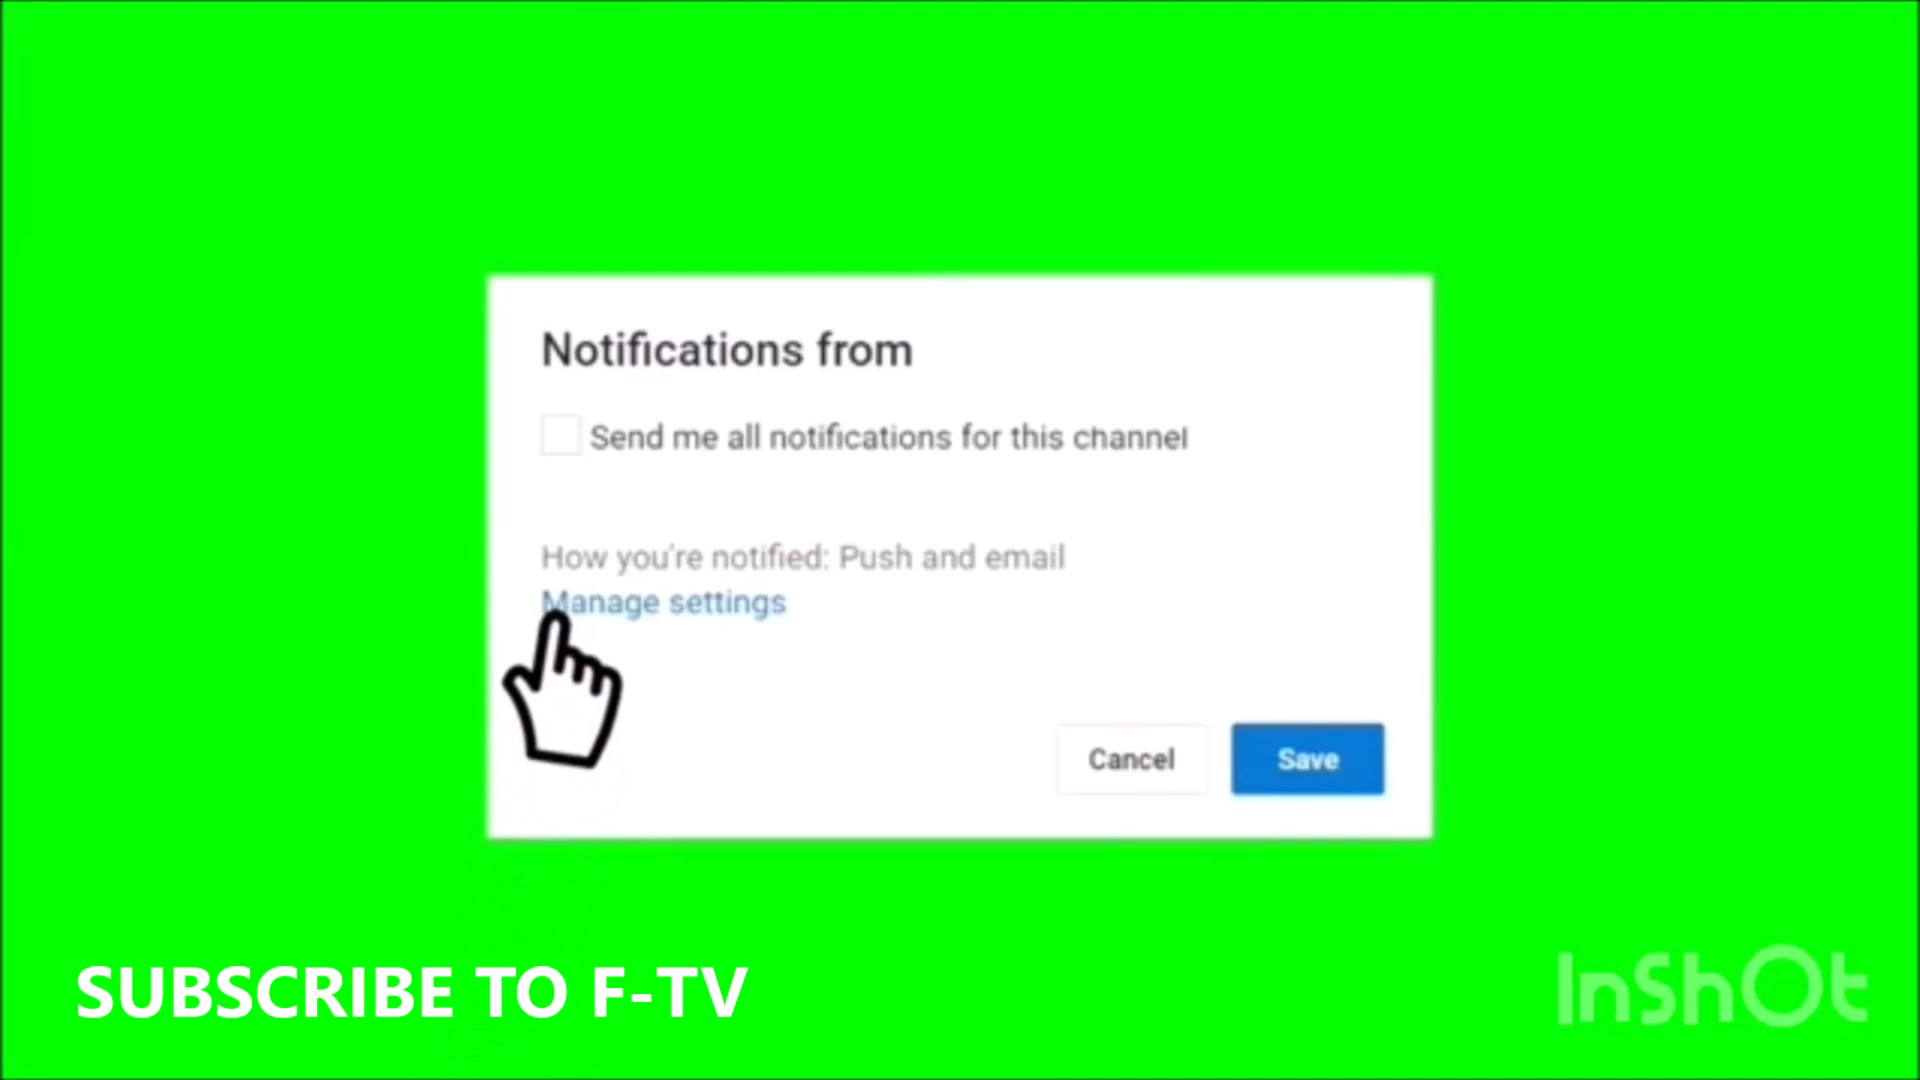 Notifications from
Send me all notifications for this channel
How you're notified: Push and email
Manage settings
Cancel
Save
SUBSCRIBE TO F-TV
InShOt